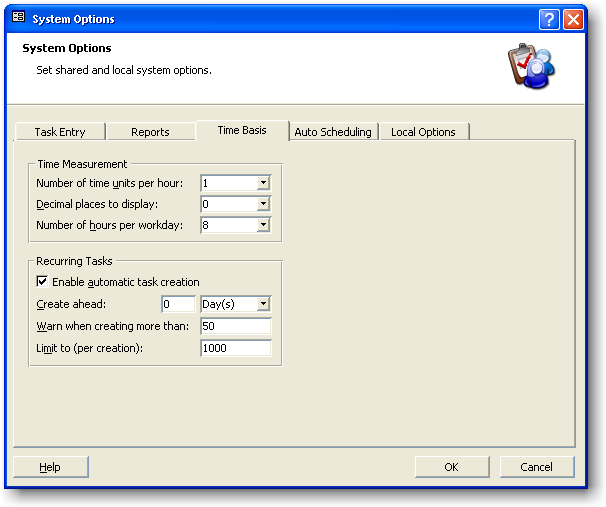 System Options
System Options
Set shared and local system options.
Task Entry Reports Time Basis Auto Scheduling Local Options
Time Measurement
Number of time units per hour: 1
Decimal places to display: 0
Number of hours per workday: 8
Recurring Tasks
Enable automatic task creation
Create ahead: 0 Day(s)
Warn when creating more than: 50
Limit to (per creation): 1000
Help OK Cancel